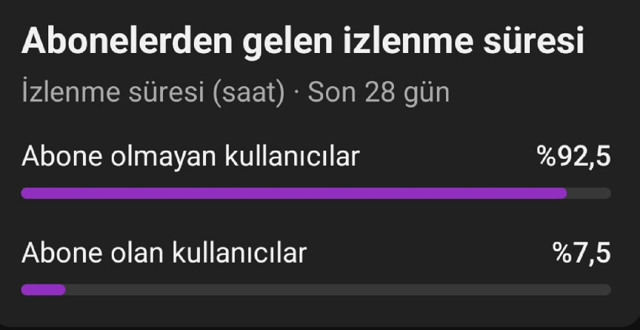 Abonelerden gelen izlenme süresi
İzlenme süresi (saat) · Son 28 gün
Abone olmayan kullanıcılar %92,5
Abone olan kullanıcılar %7,5